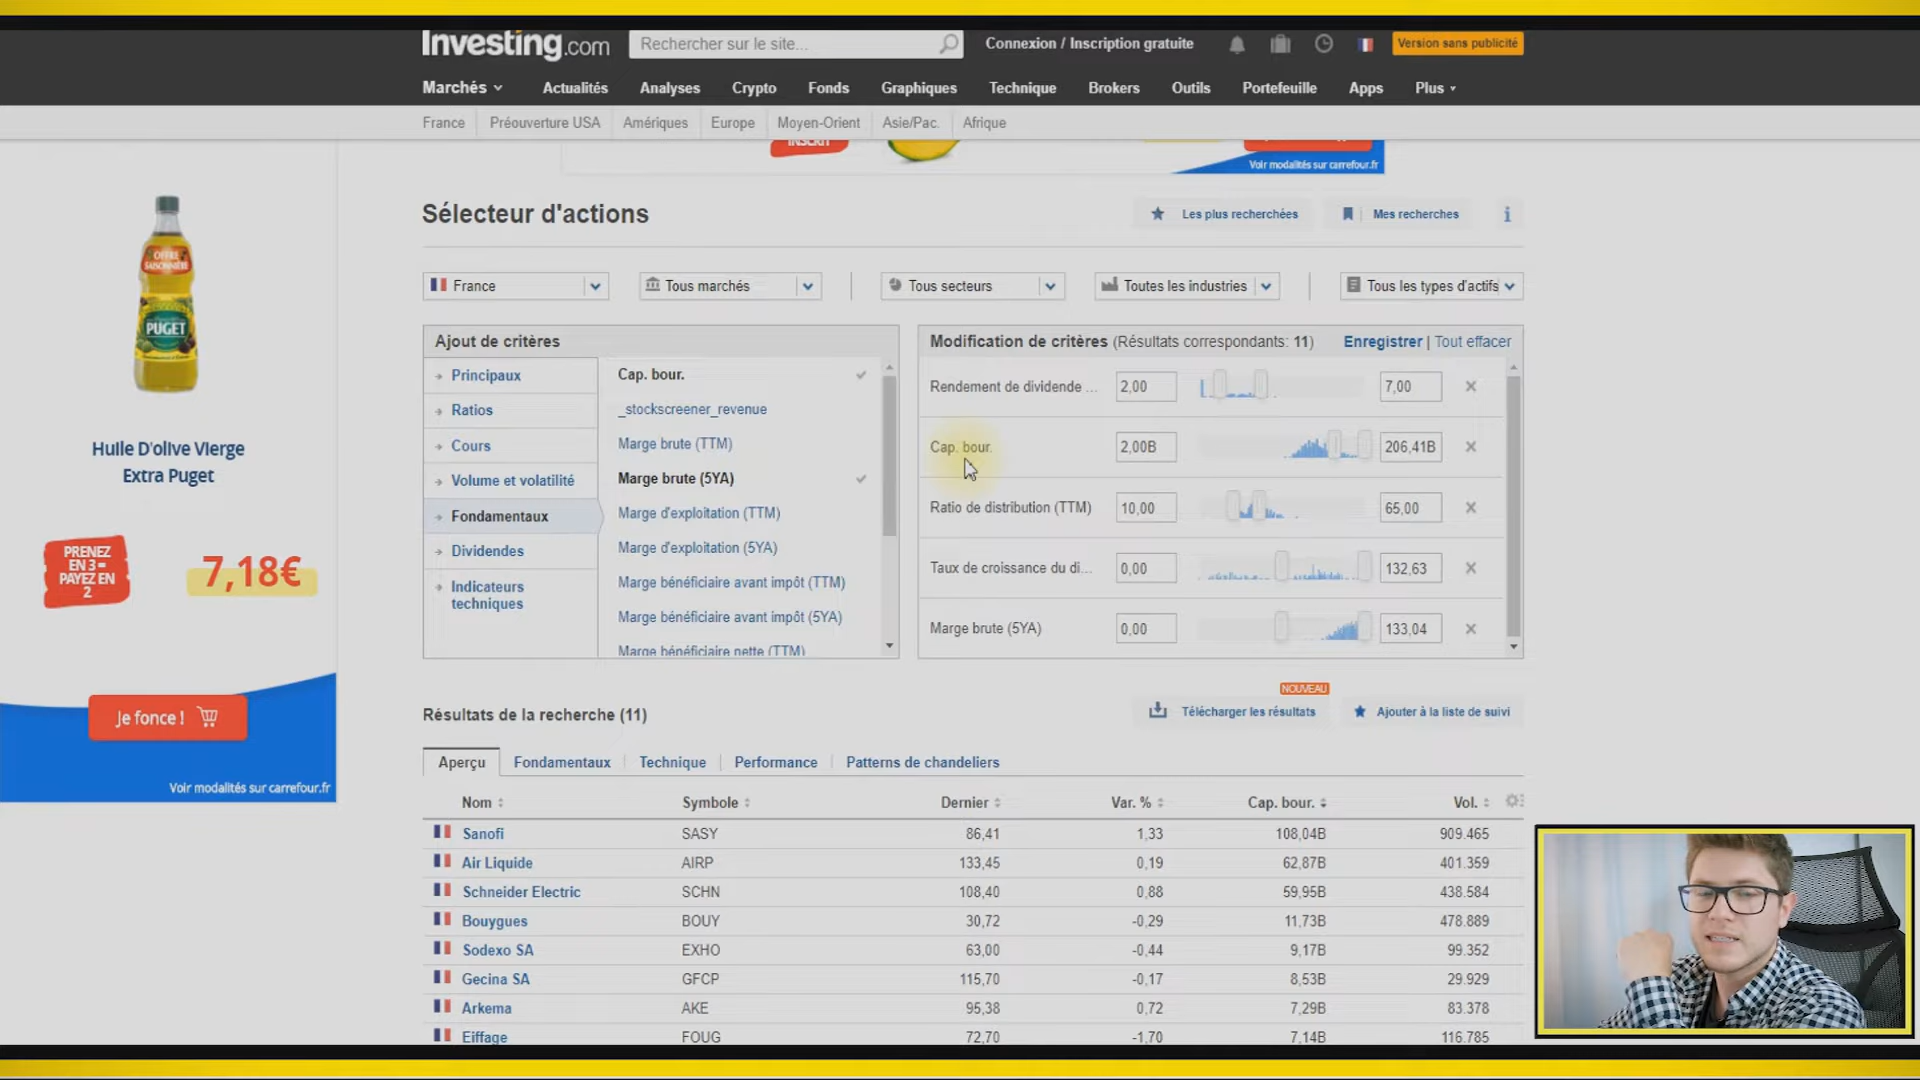 Investing.com
Rechercher sur le site...
Connexion / Inscription gratuite
Version sans publicité
Marchés
Actualités
Analyses
Crypto
Fonds
Graphiques
Technique
Brokers
Outils
Portefeuille
Apps
Plus
France
Préouverture USA
Amériques
Europe
Moyen-Orient
Asie/Pac.
Afrique
INSCRIT
Voir modalités sur carrefour.fr
Sélecteur d'actions
Les plus recherchées
Mes recherches
France
Tous marchés
Tous secteurs
Toutes les industries
Tous les types d'actifs
OFFRE
SAISONNIÈRE
PUGET
Huile D'olive Vierge
Extra Puget
PRENEZ
EN 3 =
PAYEZ EN
2
7,18€
Je fonce !
Voir modalités sur carrefour.fr
Ajout de critères
Principaux
Ratios
Cours
Volume et volatilité
Fondamentaux
Dividendes
Indicateurs
techniques
Cap. bour.
_stockscreener_revenue
Marge brute (TTM)
Marge brute (5YA)
Marge d'exploitation (TTM)
Marge d'exploitation (5YA)
Marge bénéficiaire avant impôt (TTM)
Marge bénéficiaire avant impôt (5YA)
Marge bénéficiaire nette (TTM)
Modification de critères (Résultats correspondants: 11)
Enregistrer | Tout effacer
Rendement de dividende ... 2,00 7,00
Cap. bour. 2,00B 206,41B
Ratio de distribution (TTM) 10,00 65,00
Taux de croissance du di... 0,00 132,63
Marge brute (5YA) 0,00 133,04
Résultats de la recherche (11)
NOUVEAU
Télécharger les résultats
Ajouter à la liste de suivi
Aperçu
Fondamentaux
Technique
Performance
Patterns de chandeliers
Nom Symbole Dernier Var. % Cap. bour. Vol.
Sanofi SASY 86,41 1,33 108,04B 909.465
Air Liquide AIRP 133,45 0,19 62,87B 401.359
Schneider Electric SCHN 108,40 0,88 59,95B 438.584
Bouygues BOUY 30,72 -0,29 11,73B 478.889
Sodexo SA EXHO 63,00 -0,44 9,17B 99.352
Gecina SA GFCP 115,70 -0,17 8,53B 29.929
Arkema AKE 95,38 0,72 7,29B 83.378
Eiffage FOUG 72,70 -1,70 7,14B 116.785